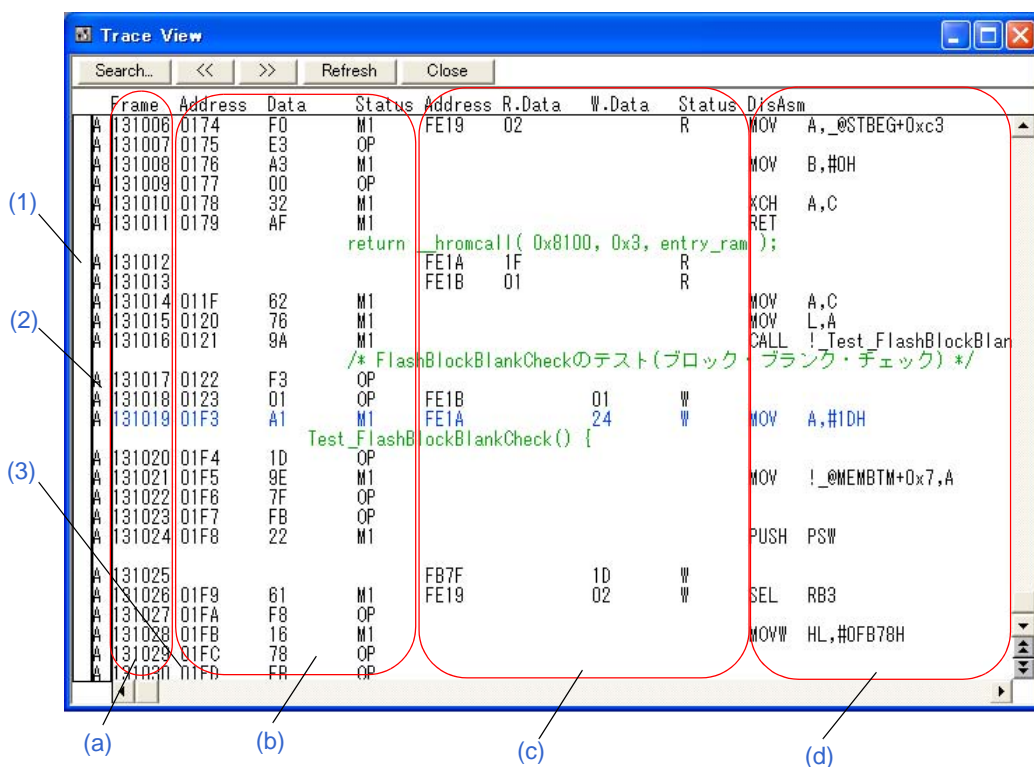 Trace View
Search... << >> Refresh Close
Frame Address Data Status Address R.Data W.Data Status DisAsm
A 131006 0174 F0 M1 FE19 02 R MOV A,_@STBEG+0xc3
A 131007 0175 E3 OP
A 131008 0176 A3 M1 MOV B,#0H
A 131009 0177 00 OP
A 131010 0178 32 M1 XCH A,C
A 131011 0179 AF M1 RET
return __hromcall( 0x8100, 0x3, entry_ram );
A 131012 FE1A 1F R
A 131013 FE1B 01 R
A 131014 011F 62 M1 MOV A,C
A 131015 0120 76 M1 MOV L,A
A 131016 0121 9A M1 CALL !_Test_FlashBlockBlan
/* FlashBlockBlankCheckのテスト(ブロック・ブランク・チェック) */
A 131017 0122 F3 OP
A 131018 0123 01 OP FE1B 01 W
A 131019 01F3 A1 M1 FE1A 24 W MOV A,#1DH
Test_FlashBlockBlankCheck() {
A 131020 01F4 1D OP
A 131021 01F5 9E M1 MOV !_@MEMBTM+0x7,A
A 131022 01F6 7F OP
A 131023 01F7 FB OP
A 131024 01F8 22 M1 PUSH PSW
A 131025 FB7F 1D W
A 131026 01F9 61 M1 FE19 02 W SEL RB3
A 131027 01FA F8 OP
A 131028 01FB 16 M1 MOVW HL,#0FB78H
A 131029 01FC 78 OP
A 131030 01FD FB OP
(1)
(2)
(3)
(a) (b) (c) (d)